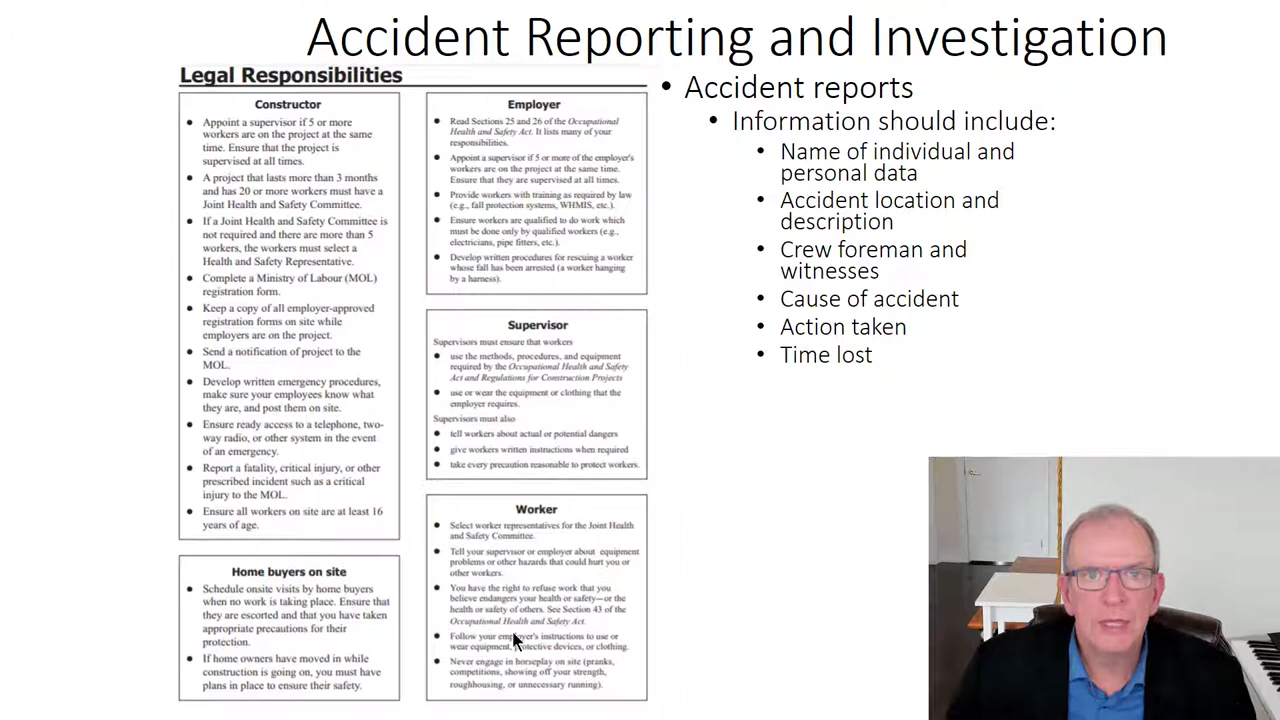 Accident Reporting and Investigation
Legal Responsibilities
Constructor
• Appoint a supervisor if 5 or more
workers are on the project at the same
time. Ensure that the project is
supervised at all times.
• A project that lasts more than 3 months
and has 20 or more workers must have a
Joint Health and Safety Committee.
• If a Joint Health and Safety Committee is
not required and there are more than 5
workers, the workers must select a
Health and Safety Representative.
• Complete a Ministry of Labour (MOL)
registration form.
• Keep a copy of all employer-approved
registration forms on site while
employers are on the project.
• Send a notification of project to the
MOL.
• Develop written emergency procedures,
make sure your employees know what
they are, and post them on site.
• Ensure ready access to a telephone, two-
way radio, or other system in the event
of an emergency.
• Report a fatality, critical injury, or other
prescribed incident such as a critical
injury to the MOL.
• Ensure all workers on site are at least 16
years of age.
Home buyers on site
• Schedule onsite visits by home buyers
when no work is taking place. Ensure that
they are escorted and that you have taken
appropriate precautions for their
protection.
• If home owners have moved in while
construction is going on, you must have
plans in place to ensure their safety.
Employer
• Read Sections 25 and 26 of the Occupational
Health and Safety Act. It lists many of your
responsibilities.
• Appoint a supervisor if 5 or more of the employer's
workers are on the project at the same time.
Ensure that they are supervised at all times.
• Provide workers with training as required by law
(e.g., fall protection systems, WHMIS, etc.).
• Ensure workers are qualified to do work which
must be done only by qualified workers (e.g.,
electricians, pipe fitters, etc.).
• Develop written procedures for rescuing a worker
whose fall has been arrested (a worker hanging
by a harness).
Supervisor
Supervisors must ensure that workers
• use the methods, procedures, and equipment
required by the Occupational Health and Safety
Act and Regulations for Construction Projects
• use or wear the equipment or clothing that the
employer requires.
Supervisors must also
• tell workers about actual or potential dangers
• give workers written instructions when required
• take every precaution reasonable to protect workers.
Worker
• Select worker representatives for the Joint Health
and Safety Committee.
• Tell your supervisor or employer about equipment
problems or other hazards that could hurt you or
other workers.
• You have the right to refuse work that you
believe endangers your health or safety—or the
health or safety of others. See Section 43 of the
Occupational Health and Safety Act.
• Follow your employer's instructions to use or
wear equipment, protective devices, or clothing.
• Never engage in horseplay on site (pranks,
competitions, showing off your strength,
roughhousing, or unnecessary running).
• Accident reports
• Information should include:
• Name of individual and
personal data
• Accident location and
description
• Crew foreman and
witnesses
• Cause of accident
• Action taken
• Time lost